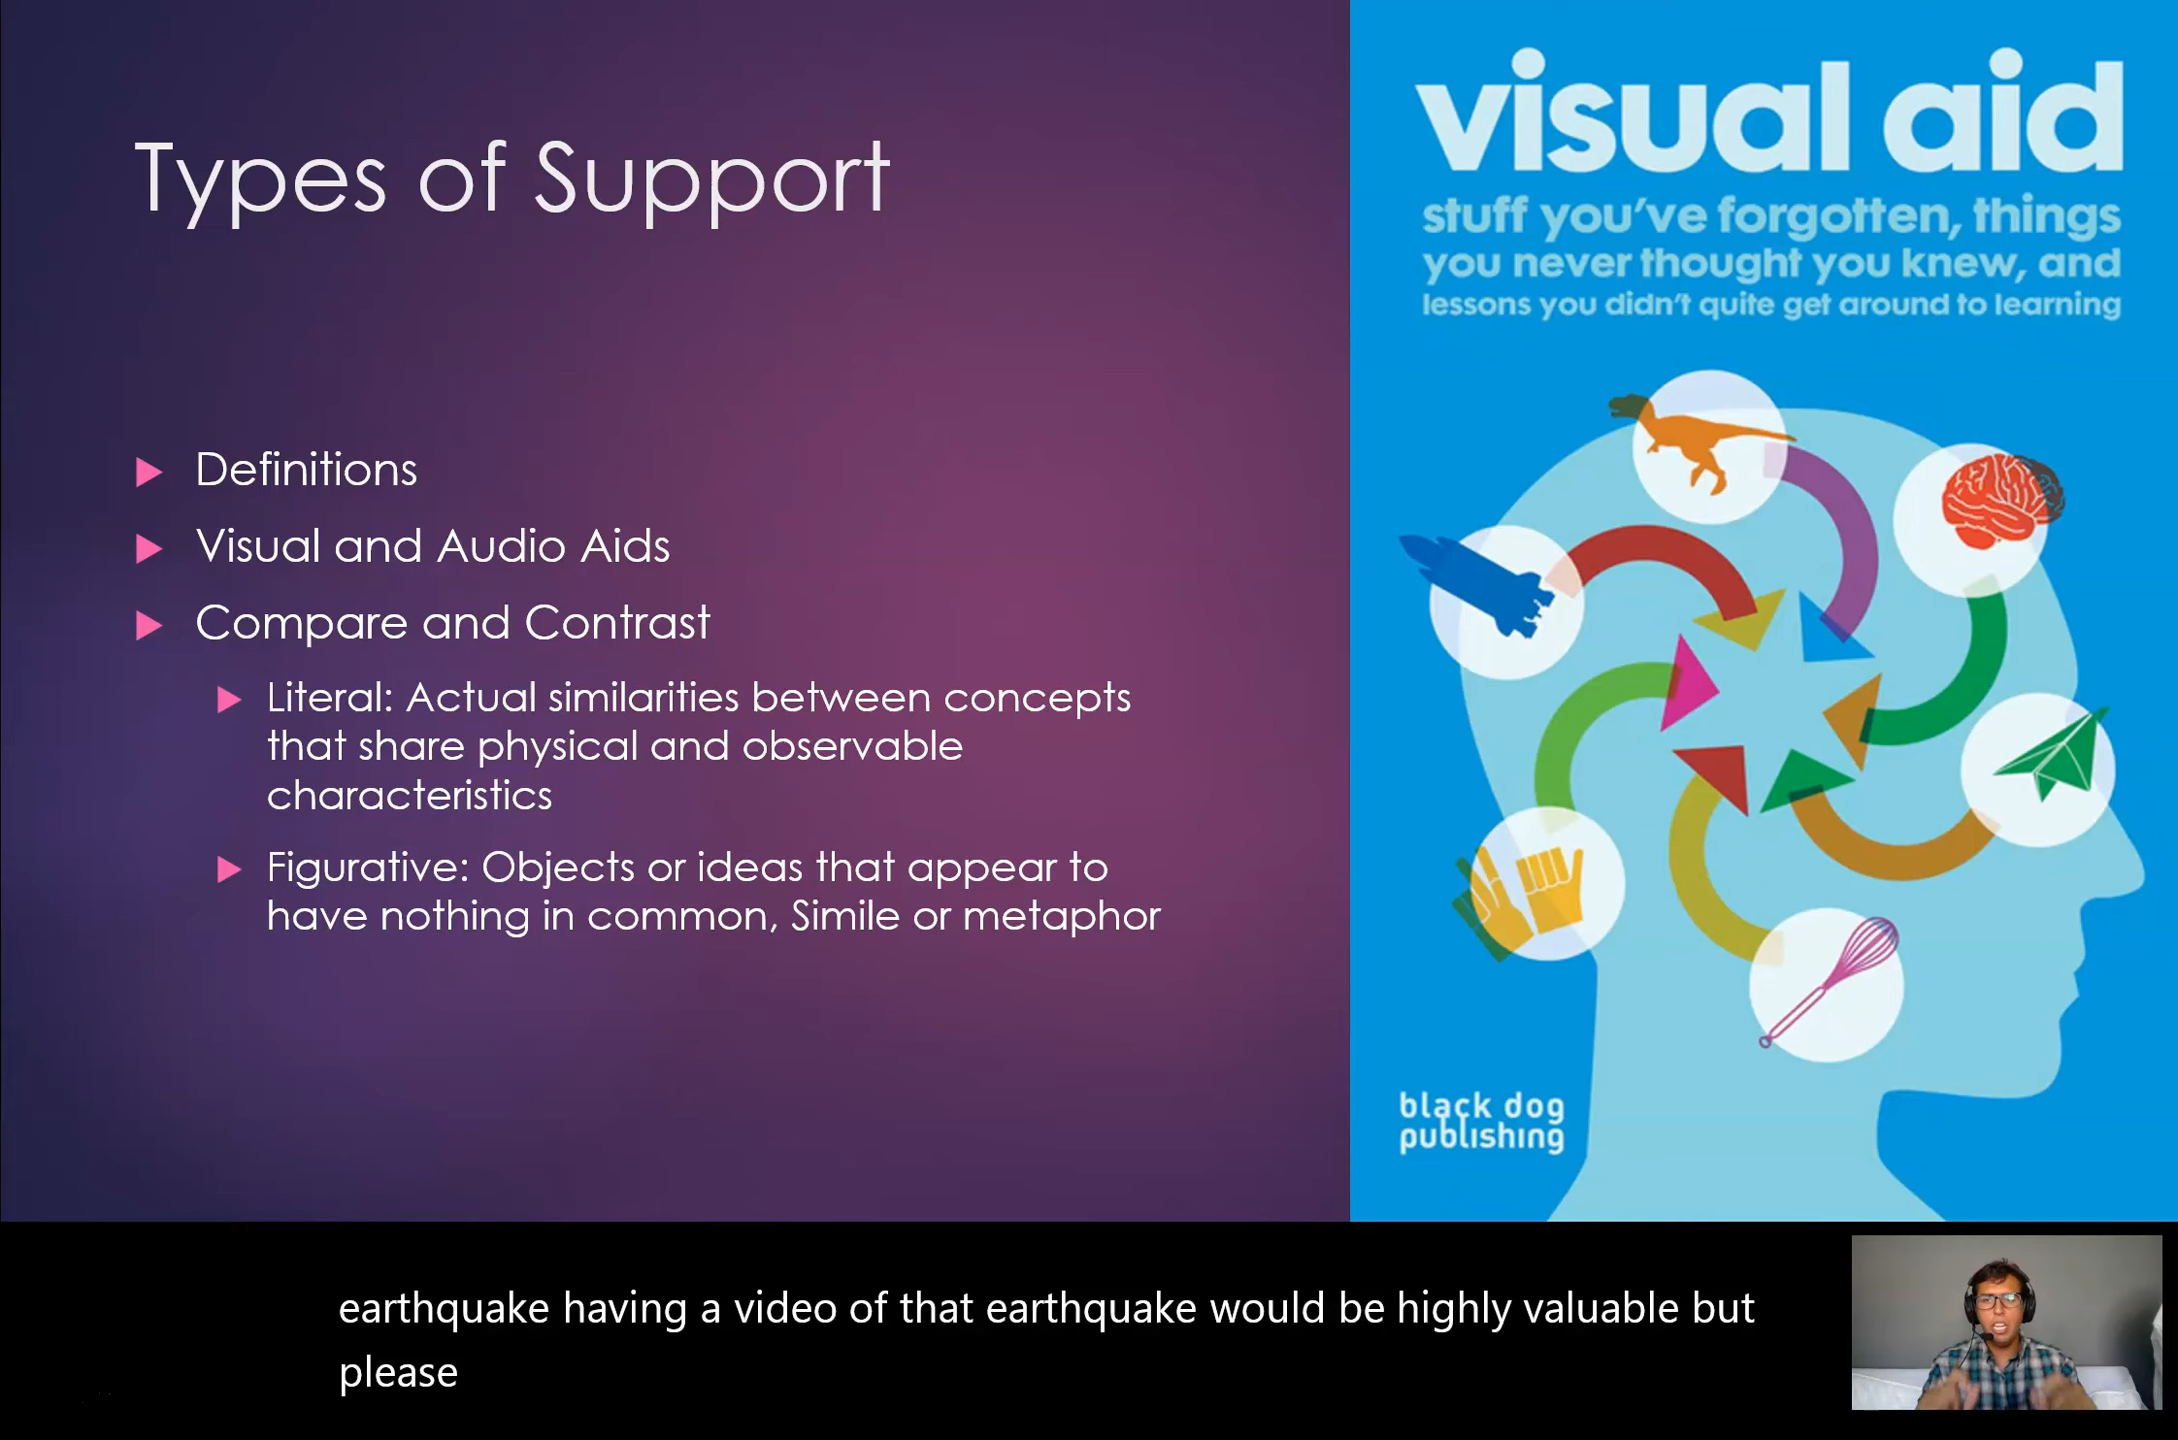 Types of Support
Definitions
Visual and Audio Aids
Compare and Contrast
Literal: Actual similarities between concepts
that share physical and observable
characteristics
Figurative: Objects or ideas that appear to
have nothing in common, Simile or metaphor
visual aid
stuff you've forgotten, things
you never thought you knew, and
lessons you didn't quite get around to learning
black dog
publishing
earthquake having a video of that earthquake would be highly valuable but
please